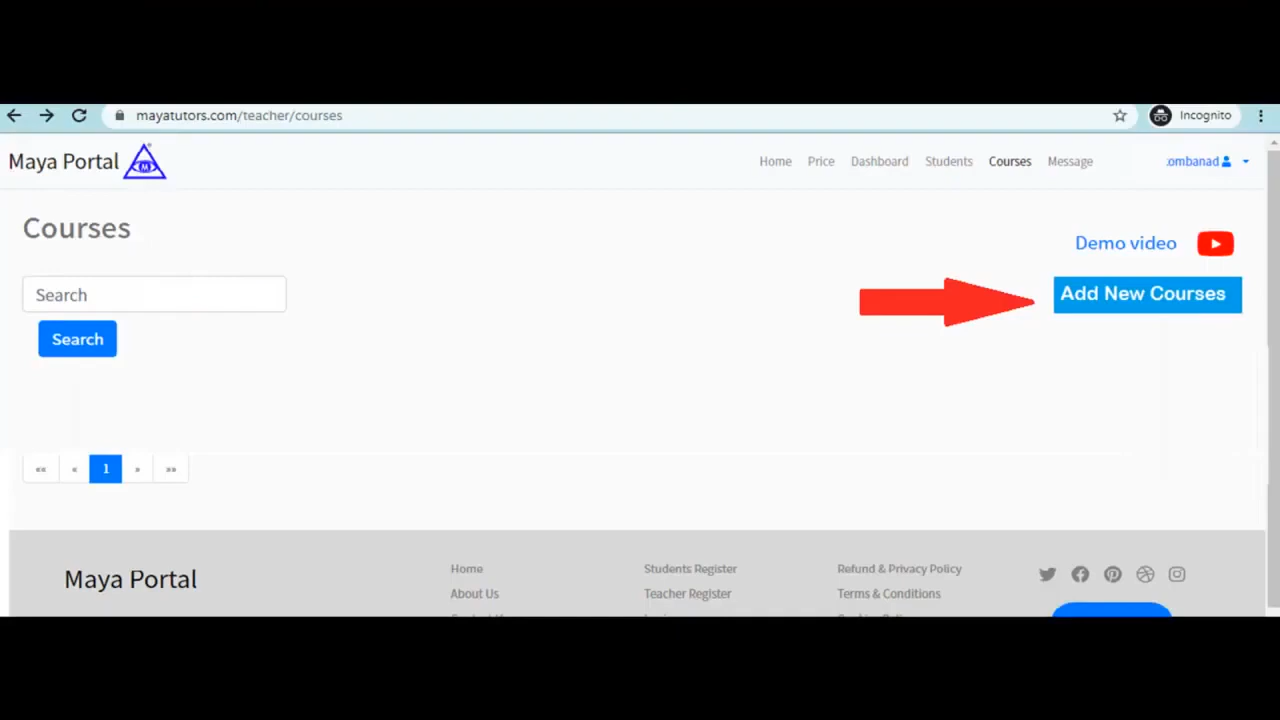 mayatutors.com/teacher/courses
Incognito
Maya Portal
M
Home Price Dashboard Students Courses Message
ombanad
Courses
Demo video
Search
Add New Courses
Search
«« « 1 » »»
Maya Portal
Home
About Us
Students Register
Teacher Register
Refund & Privacy Policy
Terms & Conditions